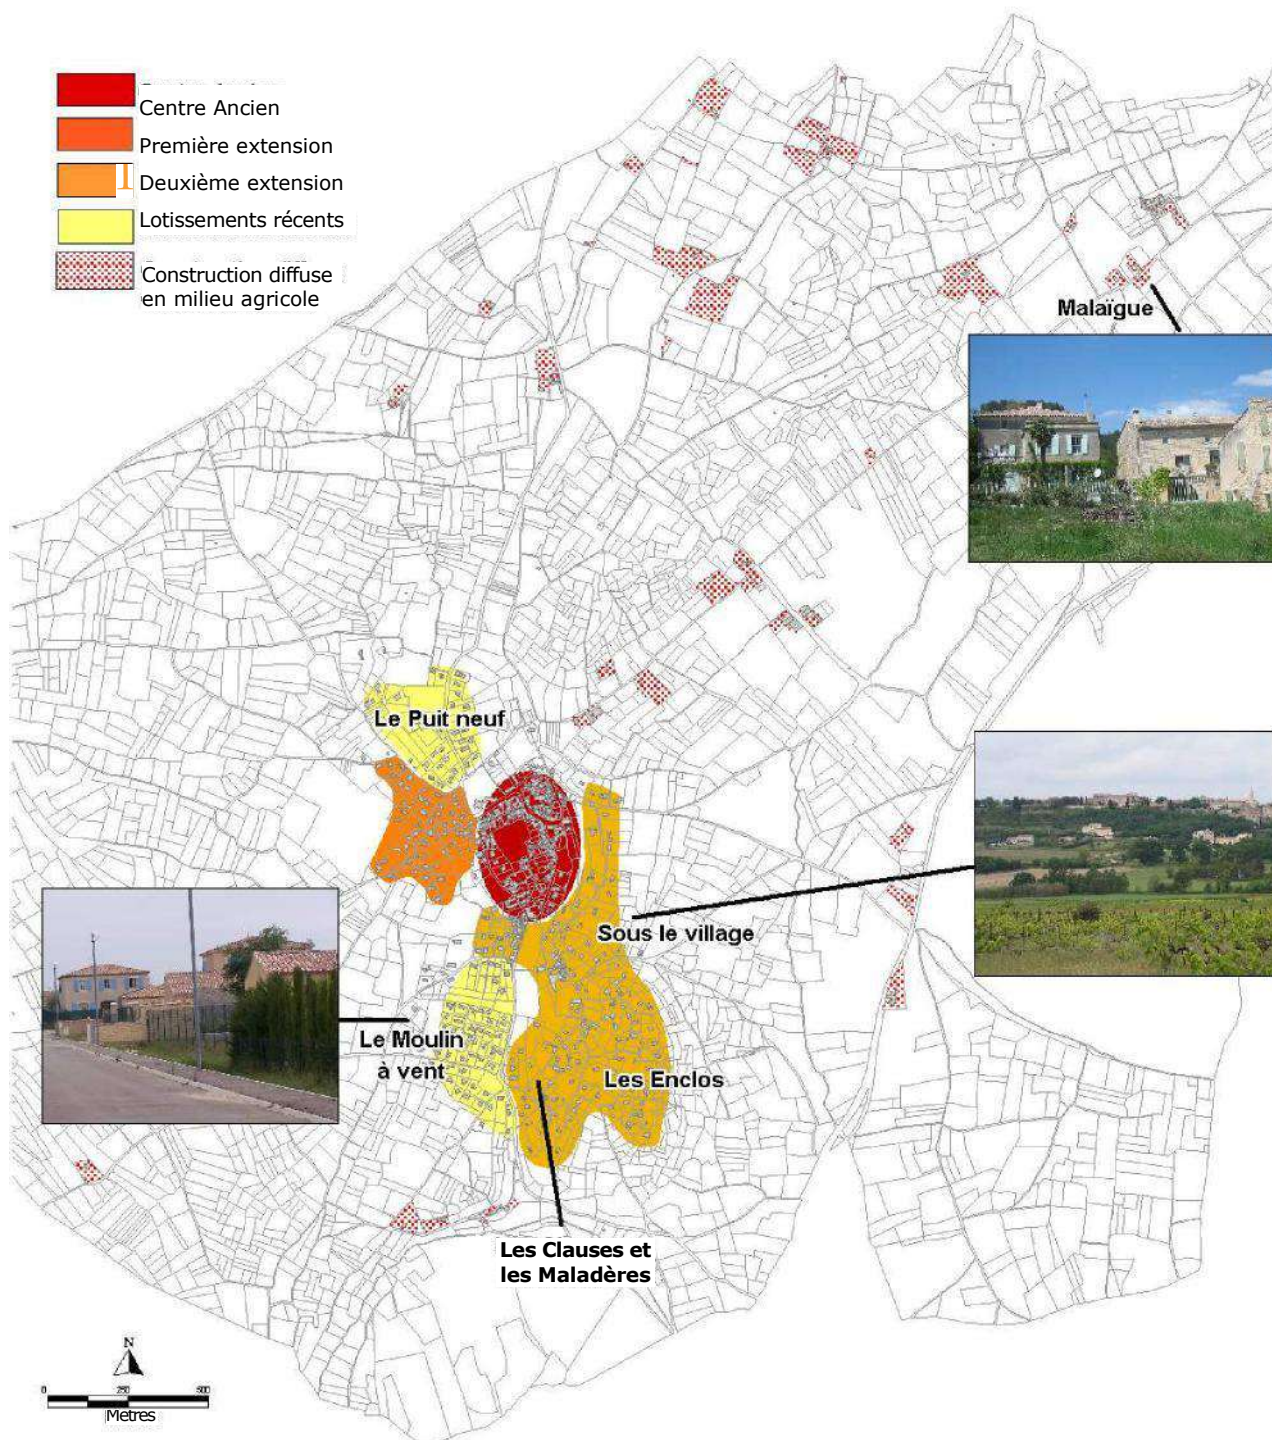 Centre Ancien
Première extension
Deuxième extension
Lotissements récents
Construction diffuse
en milieu agricole
Malaïgue
Le Puit neuf
Sous le village
Le Moulin
à vent
Les Enclos
Les Clauses et
les Maladères
N
0 250 500
Metres